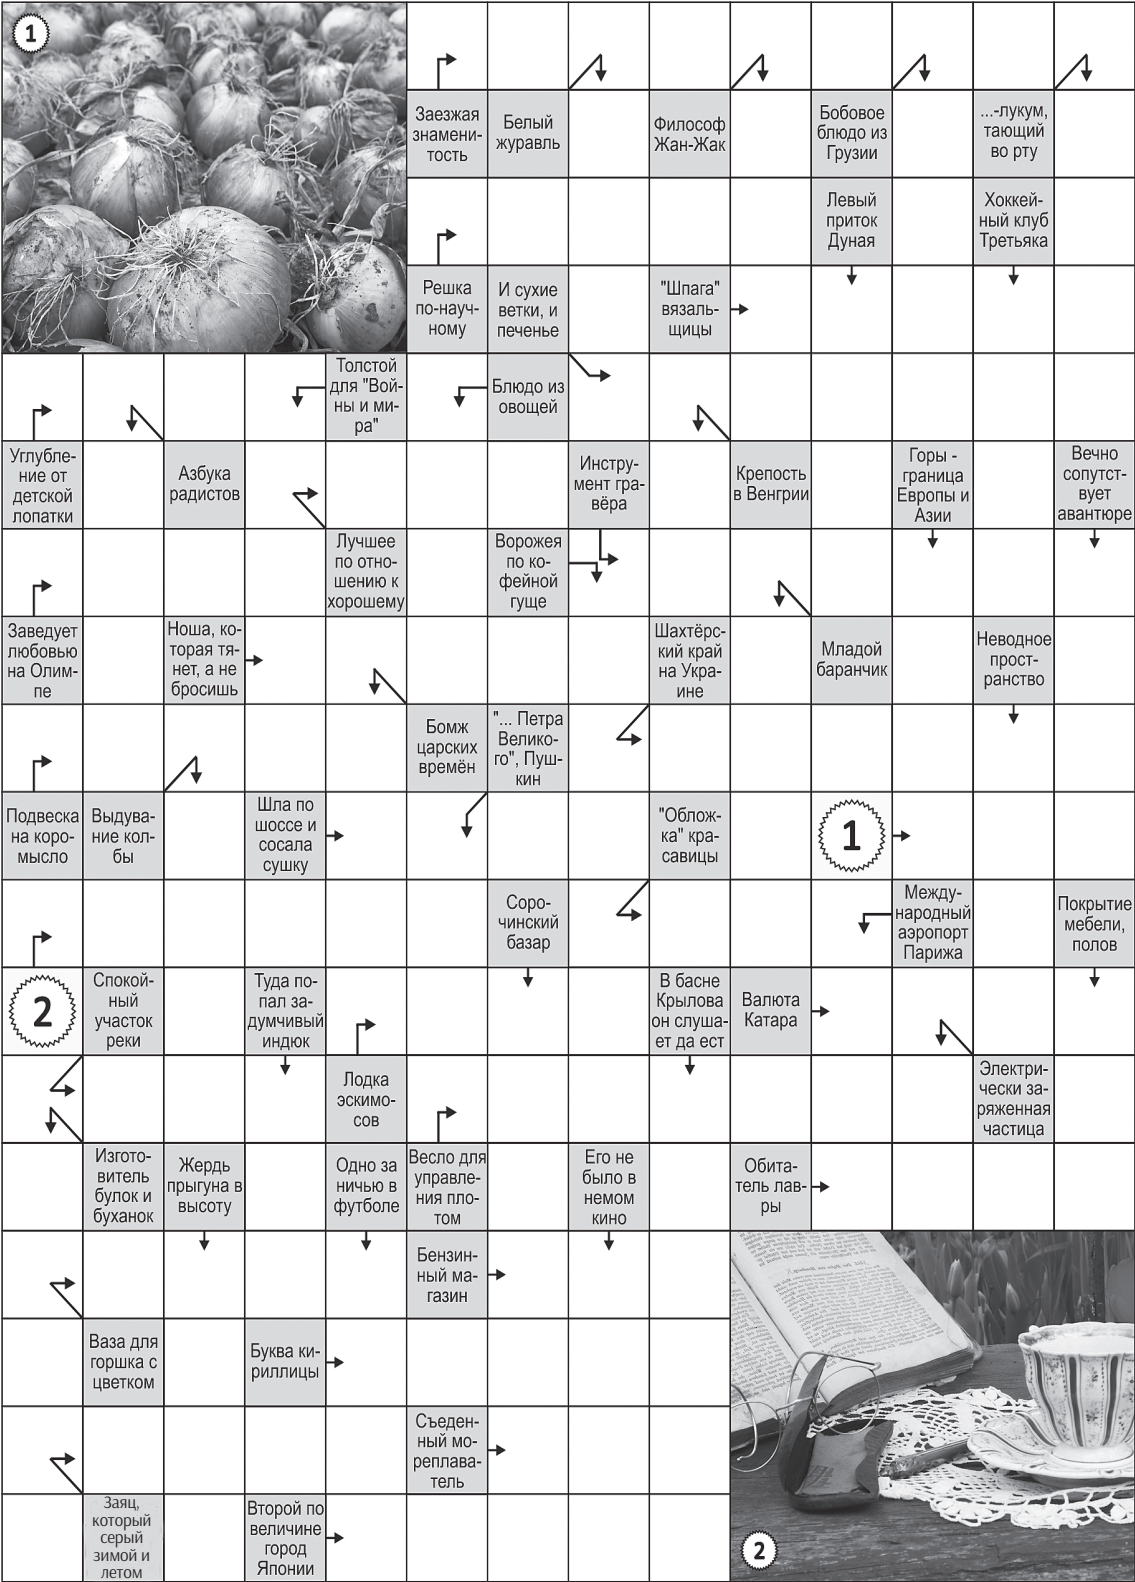 1
Заезжая
знамени-
тость
Белый
журавль
Философ
Жан-Жак
Бобовое
блюдо из
Грузии
...-лукум,
тающий
во рту
Левый
приток
Дуная
Хоккей-
ный клуб
Третьяка
Решка
по-науч-
ному
И сухие
ветки, и
печенье
"Шпага"
вязаль-
щицы
Толстой
для "Вой-
ны и ми-
ра"
Блюдо из
овощей
Углубле-
ние от
детской
лопатки
Азбука
радистов
Инстру-
мент гра-
вёра
Крепость
в Венгрии
Горы -
граница
Европы и
Азии
Вечно
сопутст-
вует
авантюре
Лучшее
по отно-
шению к
хорошему
Ворожея
по ко-
фейной
гуще
Заведует
любовью
на Олим-
пе
Ноша, ко-
торая тя-
нет, а не
бросишь
Шахтёрс-
кий край
на Укра-
ине
Младой
баранчик
Неводное
прост-
ранство
Бомж
царских
времён
"... Петра
Велико-
го", Пуш-
кин
Подвеска
на коро-
мысло
Выдува-
ние кол-
бы
Шла по
шоссе и
сосала
сушку
"Облож-
ка" кра-
савицы
1
Соро-
чинский
базар
Между-
народный
аэропорт
Парижа
Покрытие
мебели,
полов
2
Спокой-
ный
участок
реки
Туда по-
пал за-
думчивый
индюк
В басне
Крылова
он слуша-
ет да ест
Валюта
Катара
Лодка
эскимо-
сов
Электри-
чески за-
ряженная
частица
Изгото-
витель
булок и
буханок
Жердь
прыгуна в
высоту
Одно за
ничью в
футболе
Весло для
управле-
ния пло-
том
Его не
было в
немом
кино
Обита-
тель лав-
ры
Бензин-
ный ма-
газин
Ваза для
горшка с
цветком
Буква ки-
риллицы
Съеден-
ный мо-
реплава-
тель
Заяц,
который
серый
зимой и
летом
Второй по
величине
город
Японии
2